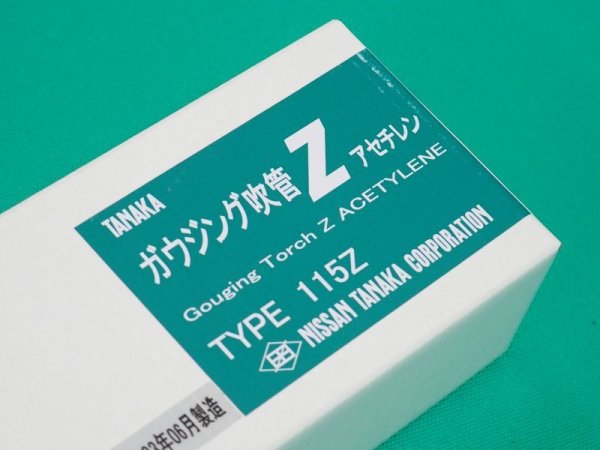 TANAKA
ガウジング吹管 Z アセチレン
Gouging Torch Z ACETYLENE
TYPE 115Z
NISSAN TANAKA CORPORATION
年06月製造